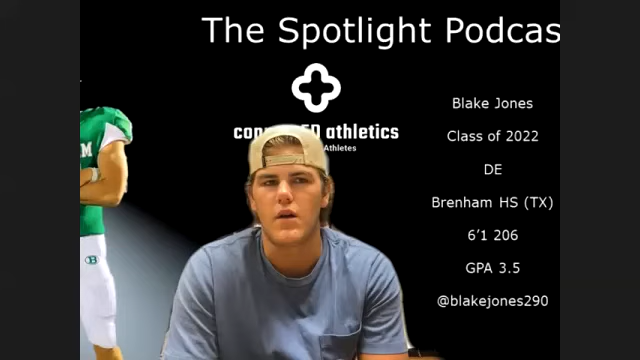 The Spotlight Podcas
athletics
Athletes
Blake Jones
Class of 2022
DE
Brenham HS (TX)
6'1 206
GPA 3.5
@blakejones290
M
B